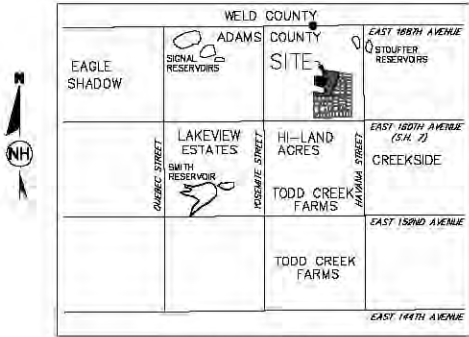 WELD COUNTY
ADAMS COUNTY
EAST 168TH AVENUE
SIGNAL
RESERVOIRS
SITE
STOUFFER
RESERVOIRS
EAGLE
SHADOW
N
NH
EAST 160TH AVENUE
(S.H. 7)
LAKEVIEW
ESTATES
HI-LAND
ACRES
CREEKSIDE
SMITH
RESERVOIR
QUEBEC STREET
YOSEMITE STREET
HAVANA STREET
TODD CREEK
FARMS
EAST 152ND AVENUE
TODD CREEK
FARMS
EAST 144TH AVENUE